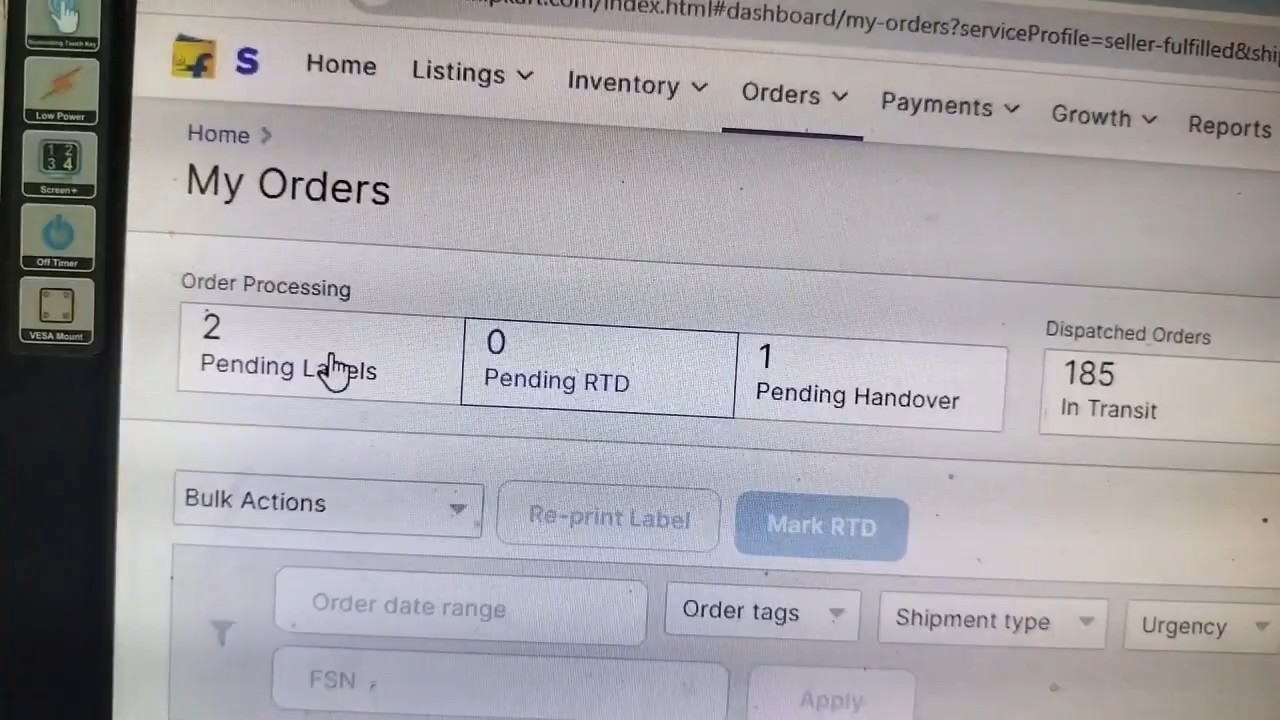 kart.com/index.html#dashboard/my-orders?serviceProfile=seller-fulfilled&shi
Low Power
Screen+
Off Timer
VESA Mount
Home Listings Inventory Orders Payments Growth Reports
Home >
My Orders
Order Processing
2
Pending Labels
0
Pending RTD
1
Pending Handover
Dispatched Orders
185
In Transit
Bulk Actions
Re-print Label
Mark RTD
Order date range
Order tags
Shipment type
Urgency
FSN
Apply